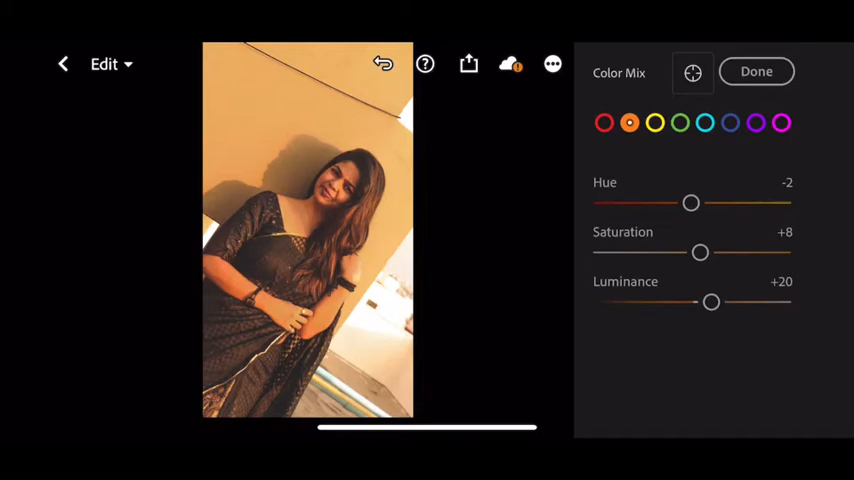 Edit
Color Mix
Done
Hue -2
Saturation +8
Luminance +20